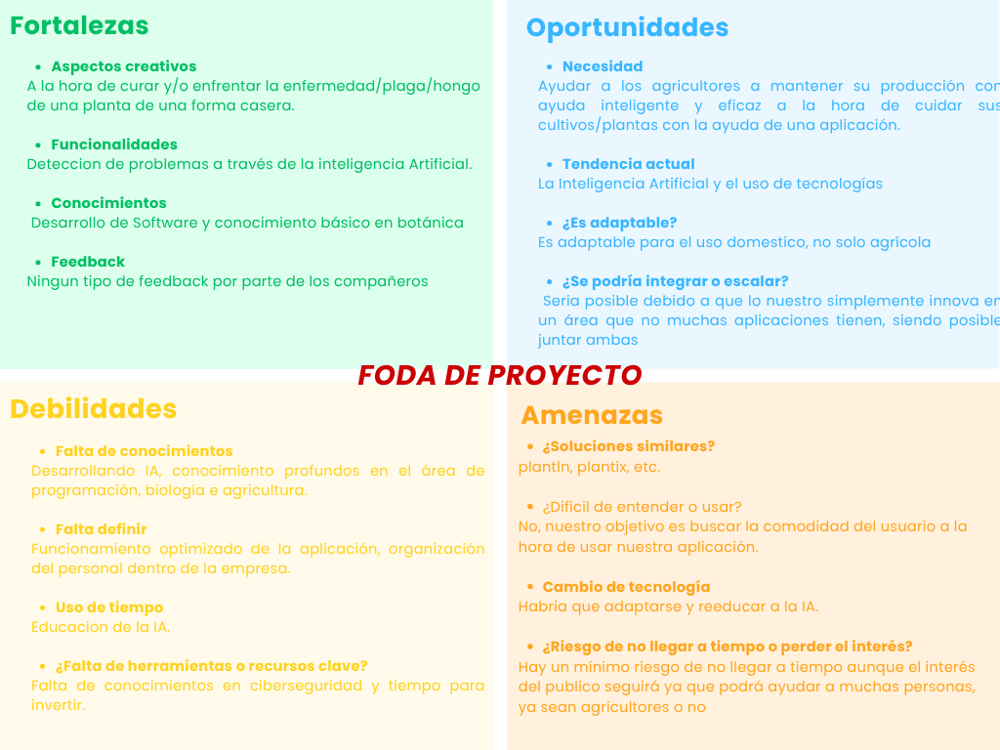 Fortalezas
• Aspectos creativos
A la hora de curar y/o enfrentar la enfermedad/plaga/hongo
de una planta de una forma casera.
• Funcionalidades
Deteccion de problemas a través de la inteligencia Artificial.
• Conocimientos
Desarrollo de Software y conocimiento básico en botánica
• Feedback
Ningun tipo de feedback por parte de los compañeros
Oportunidades
• Necesidad
Ayudar a los agricultores a mantener su producción con
ayuda inteligente y eficaz a la hora de cuidar sus
cultivos/plantas con la ayuda de una aplicación.
• Tendencia actual
La Inteligencia Artificial y el uso de tecnologías
• ¿Es adaptable?
Es adaptable para el uso domestico, no solo agrícola
• ¿Se podría integrar o escalar?
Seria posible debido a que lo nuestro simplemente innova en
un área que no muchas aplicaciones tienen, siendo posible
juntar ambas
FODA DE PROYECTO
Debilidades
• Falta de conocimientos
Desarrollando IA, conocimiento profundos en el área de
programación, biología e agricultura.
• Falta definir
Funcionamiento optimizado de la aplicación, organización
del personal dentro de la empresa.
• Uso de tiempo
Educacion de la IA.
• ¿Falta de herramientas o recursos clave?
Falta de conocimientos en ciberseguridad y tiempo para
invertir.
Amenazas
• ¿Soluciones similares?
plantIn, plantix, etc.
• ¿Dificil de entender o usar?
No, nuestro objetivo es buscar la comodidad del usuario a la
hora de usar nuestra aplicación.
• Cambio de tecnología
Habria que adaptarse y reeducar a la IA.
• ¿Riesgo de no llegar a tiempo o perder el interés?
Hay un mínimo riesgo de no llegar a tiempo aunque el interés
del publico seguirá ya que podrá ayudar a muchas personas,
ya sean agricultores o no